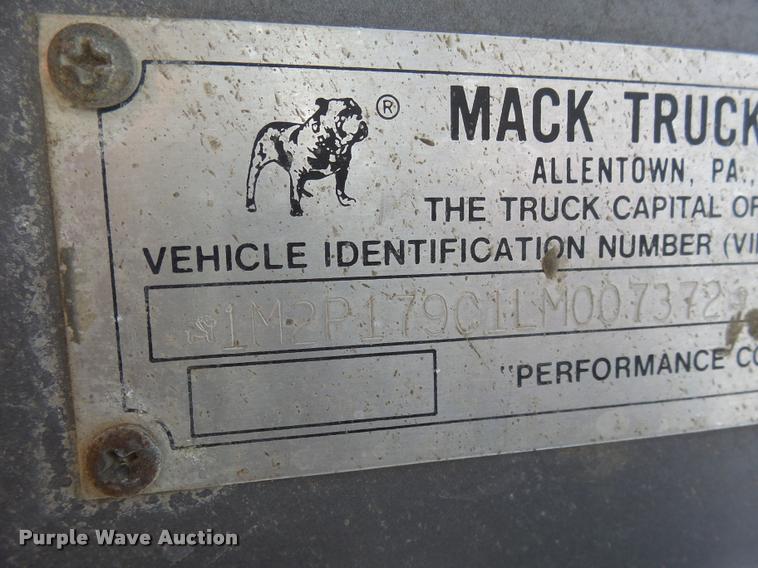 ®
MACK TRUCK
ALLENTOWN, PA.,
THE TRUCK CAPITAL OF
VEHICLE IDENTIFICATION NUMBER (VI
1M2P179C1LM007372
"PERFORMANCE CO
Purple Wave Auction